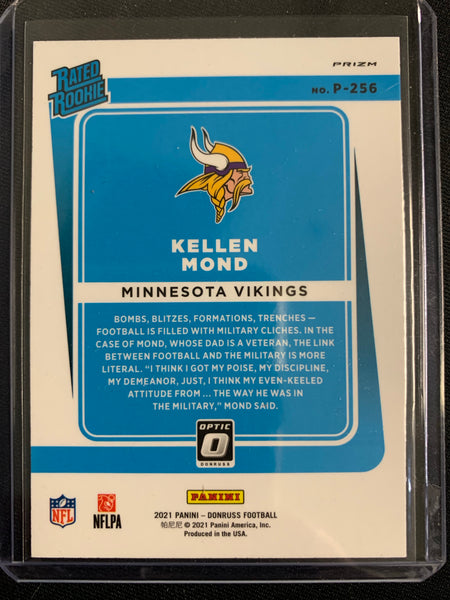 RATED
ROOKIE
PRIZM
NO. P-256
KELLEN
MOND
MINNESOTA VIKINGS
BOMBS, BLITZES, FORMATIONS, TRENCHES —
FOOTBALL IS FILLED WITH MILITARY CLICHES. IN THE
CASE OF MOND, WHOSE DAD IS A VETERAN, THE LINK
BETWEEN FOOTBALL AND THE MILITARY IS MORE
LITERAL. “I THINK I GOT MY POISE, MY DISCIPLINE,
MY DEMEANOR, JUST, I THINK MY EVEN-KEELED
ATTITUDE FROM ... THE WAY HE WAS IN
THE MILITARY,” MOND SAID.
OPTIC
DONRUSS
NFL
NFLPA
PANINI
2021 PANINI – DONRUSS FOOTBALL
帕尼尼 © 2021 Panini America, Inc.
Produced in the USA.